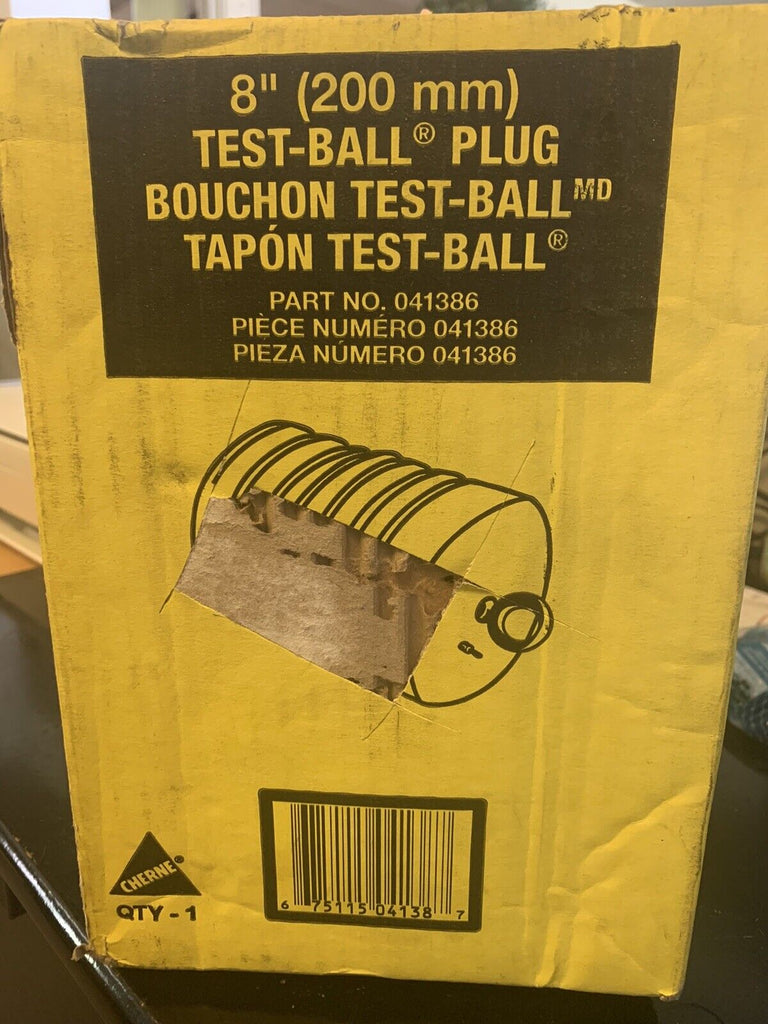 8" (200 mm)
TEST-BALL® PLUG
BOUCHON TEST-BALLMD
TAPÓN TEST-BALL®
PART NO. 041386
PIÈCE NUMÉRO 041386
PIEZA NÚMERO 041386
CHERNE®
QTY - 1
6 75115 04138 7